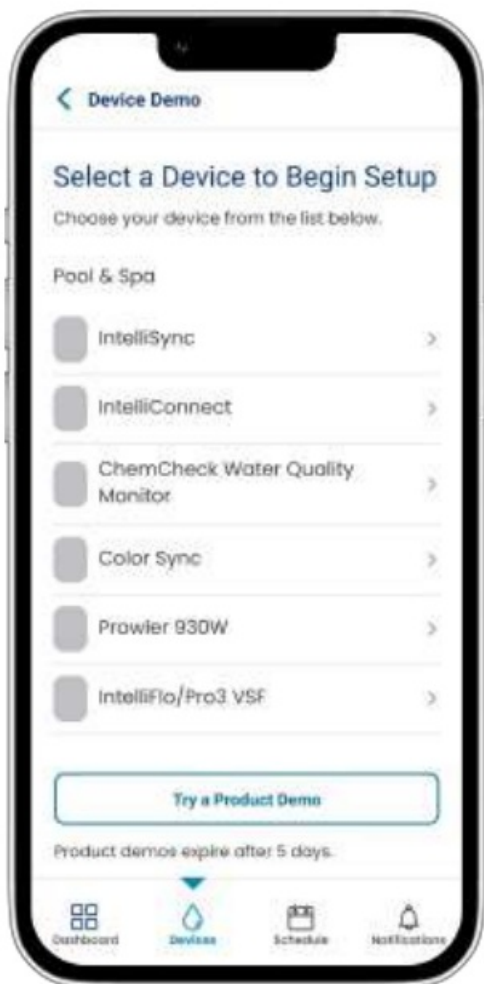 Device Demo
Select a Device to Begin Setup
Choose your device from the list below.
Pool & Spa
IntelliSync
IntelliConnect
ChemCheck Water Quality
Monitor
Color Sync
Prowler 930W
IntelliFlo/Pro3 VSF
Try a Product Demo
Product demos expire after 5 days.
Dashboard
Devices
Schedule
Notifications